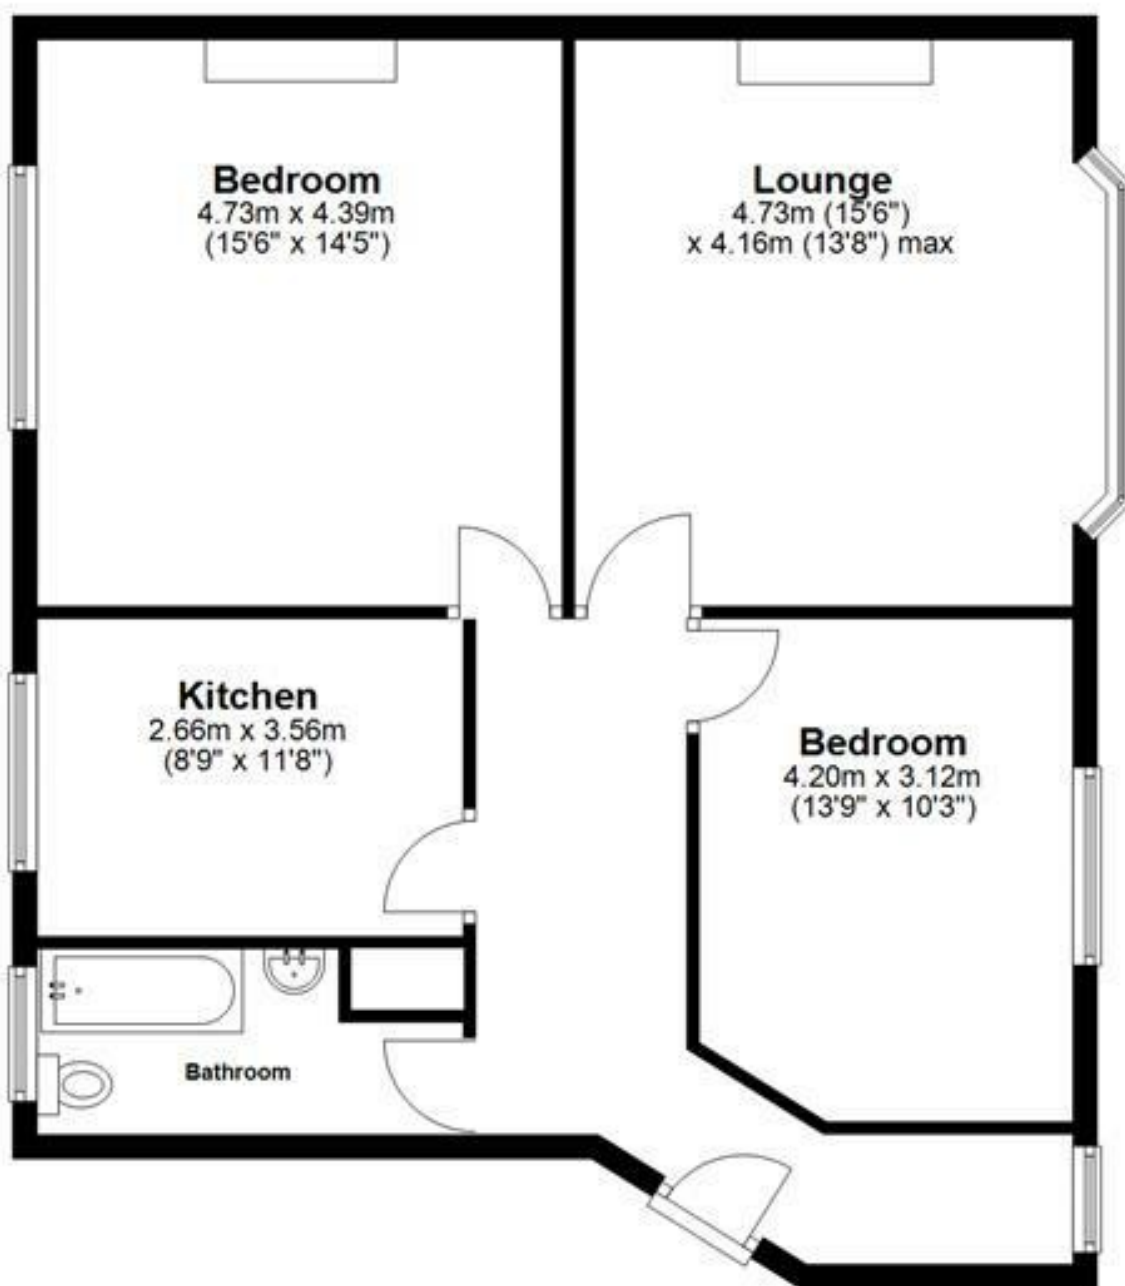 Bedroom
4.73m x 4.39m
(15'6" x 14'5")
Lounge
4.73m (15'6")
x 4.16m (13'8") max
Kitchen
2.66m x 3.56m
(8'9" x 11'8")
Bedroom
4.20m x 3.12m
(13'9" x 10'3")
Bathroom